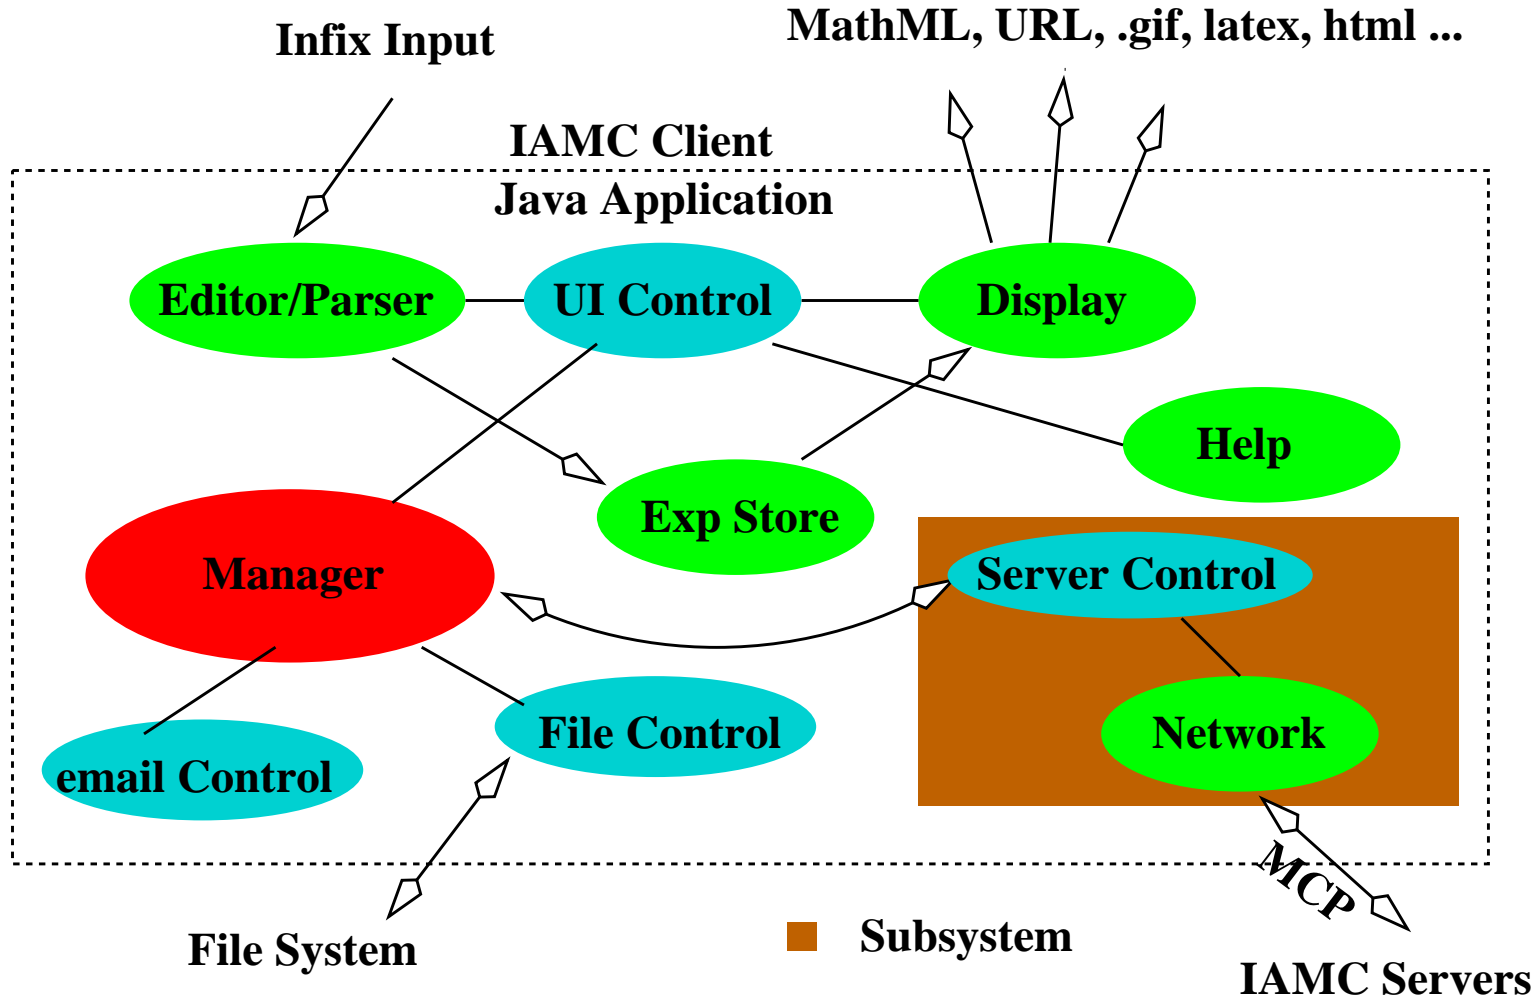 Infix Input
MathML, URL, .gif, latex, html ...
IAMC Client
Java Application
Editor/Parser
UI Control
Display
Help
Exp Store
Manager
Server Control
File Control
Network
email Control
MCP
File System
Subsystem
IAMC Servers